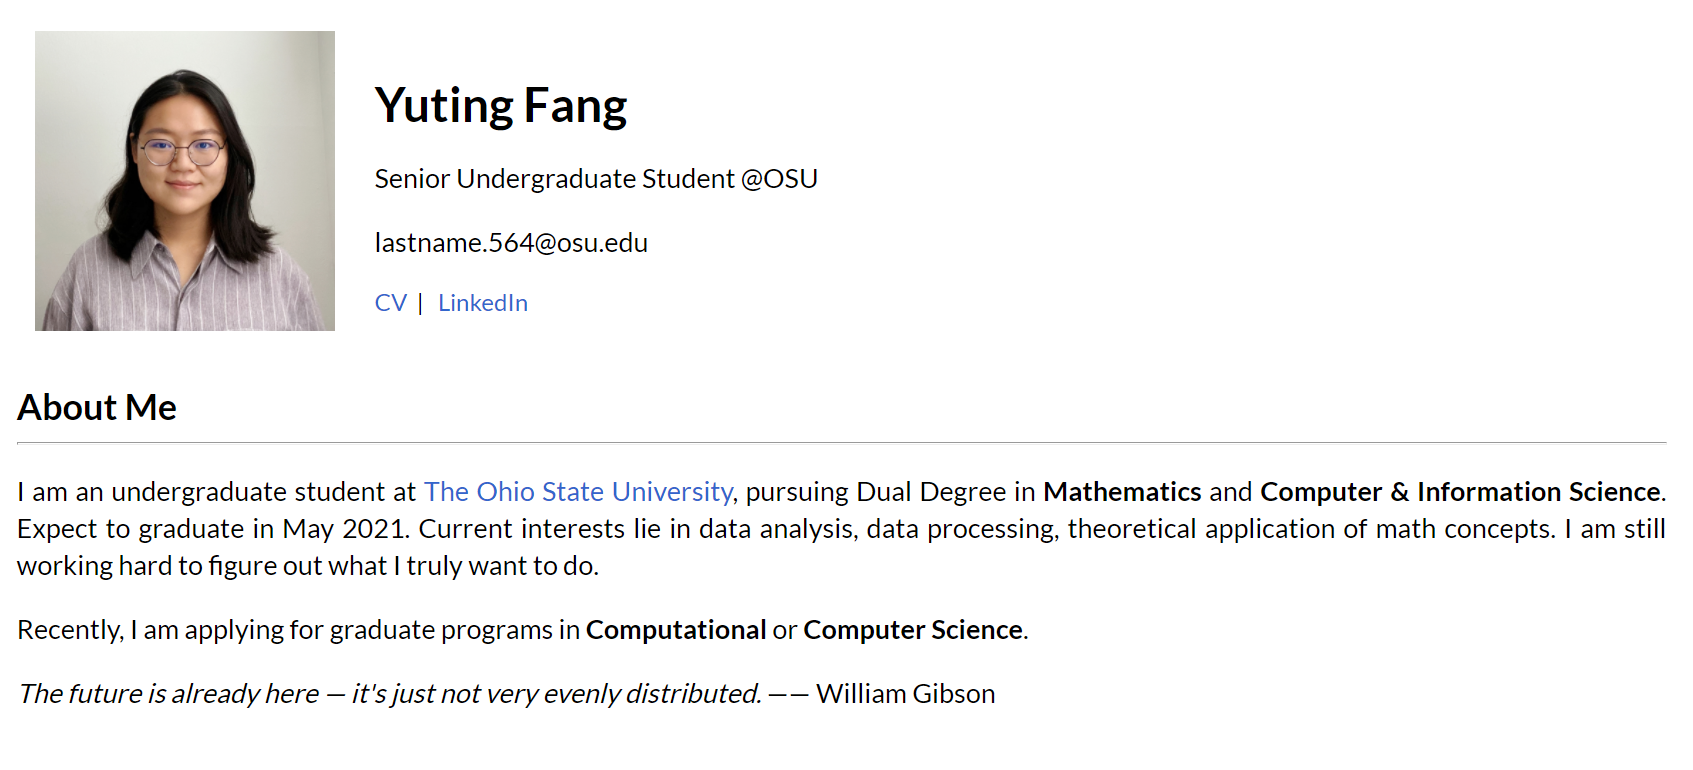 Yuting Fang
Senior Undergraduate Student @OSU
lastname.564@osu.edu
CV | LinkedIn
About Me
I am an undergraduate student at The Ohio State University, pursuing Dual Degree in Mathematics and Computer & Information Science.
Expect to graduate in May 2021. Current interests lie in data analysis, data processing, theoretical application of math concepts. I am still
working hard to figure out what I truly want to do.
Recently, I am applying for graduate programs in Computational or Computer Science.
The future is already here — it's just not very evenly distributed. —— William Gibson